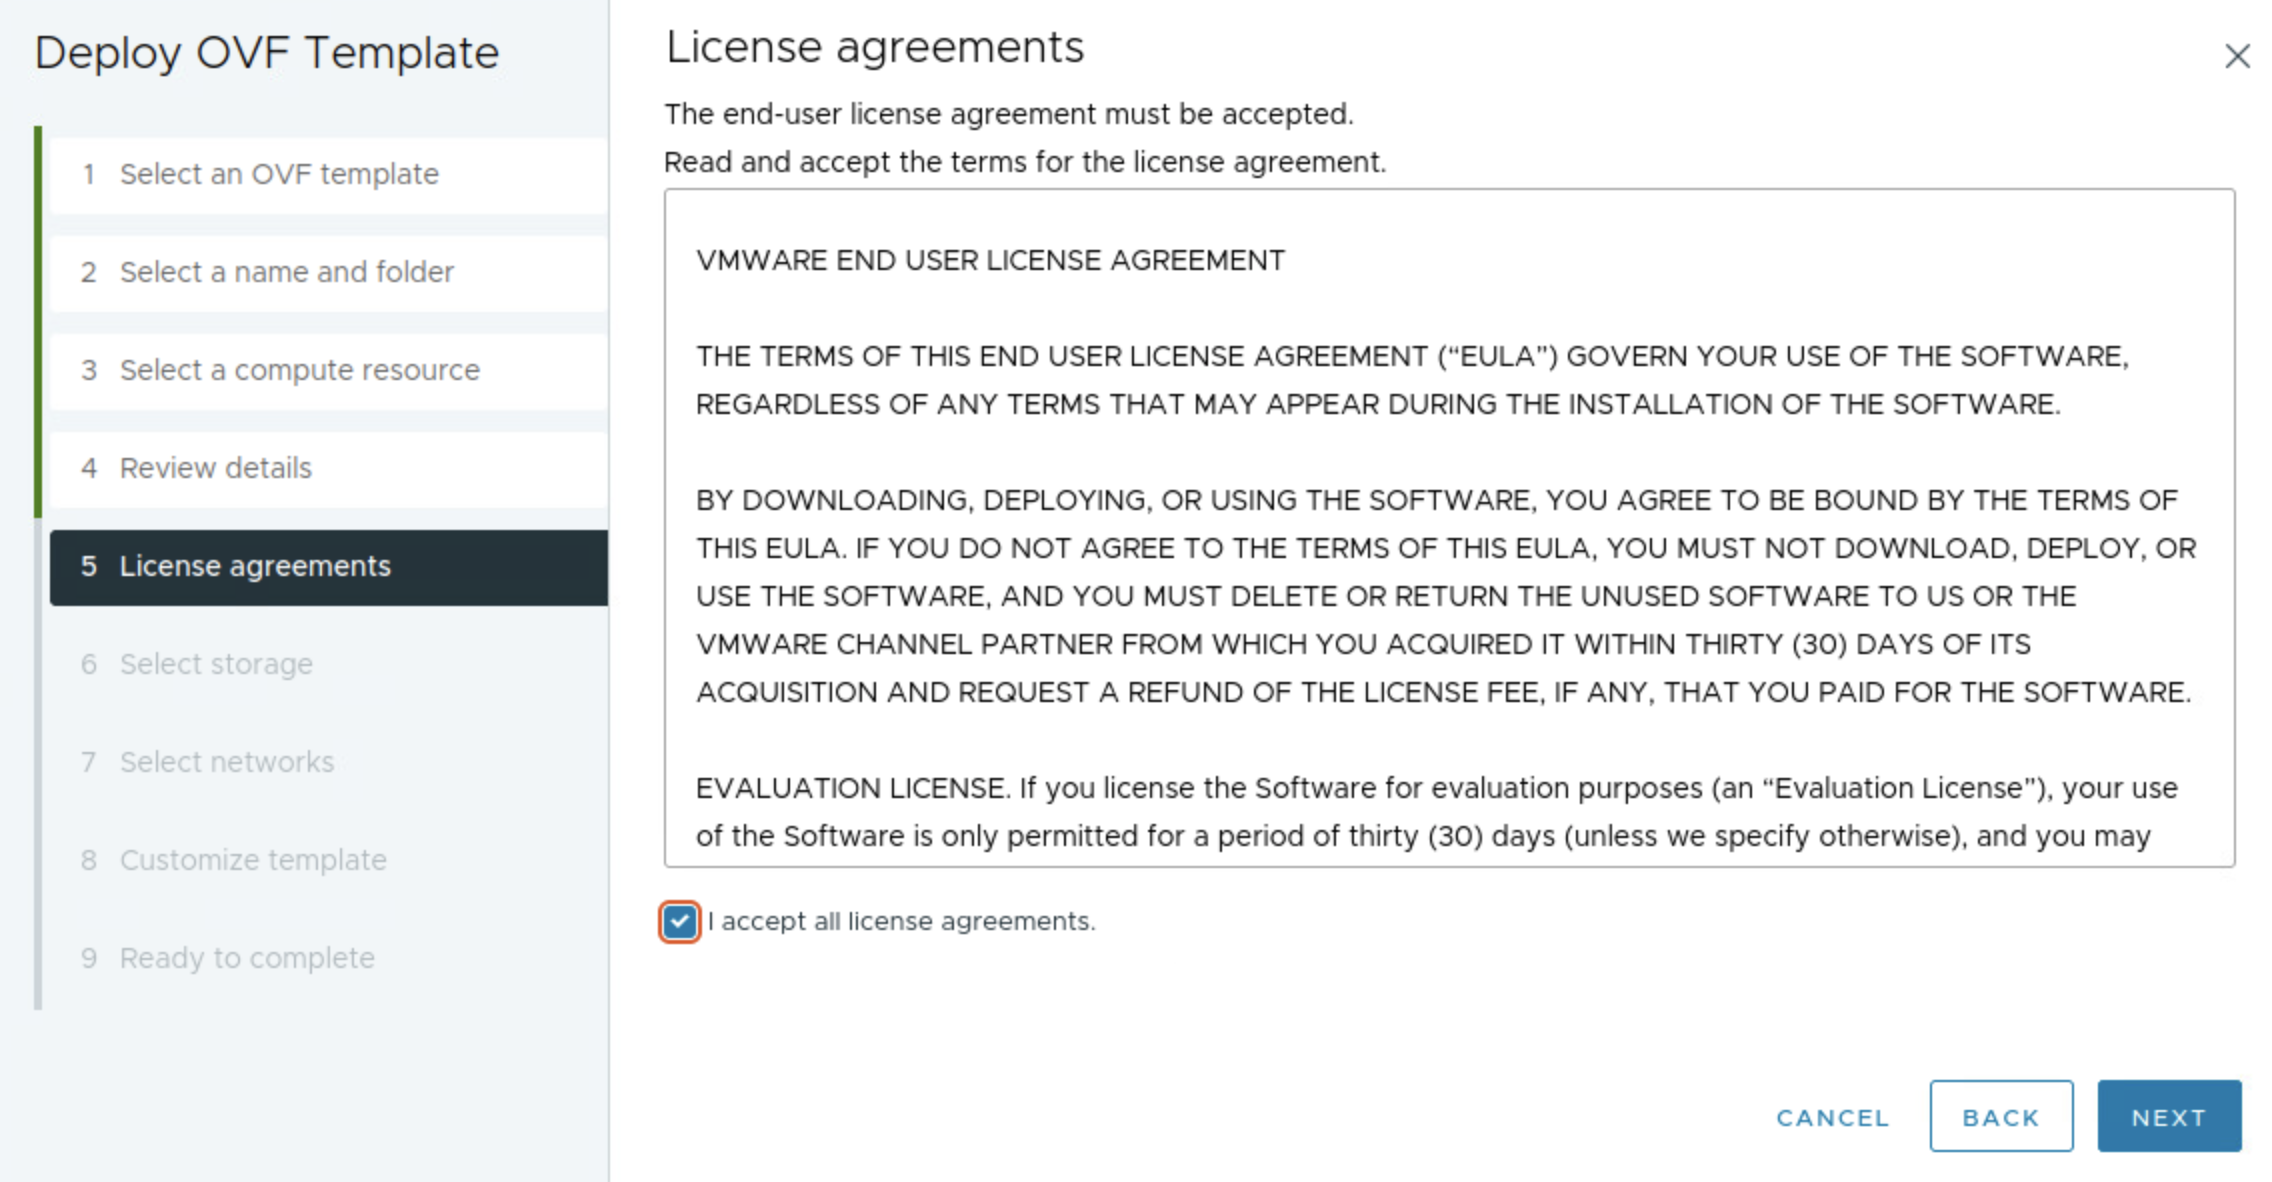 Deploy OVF Template
1 Select an OVF template
2 Select a name and folder
3 Select a compute resource
4 Review details
5 License agreements
6 Select storage
7 Select networks
8 Customize template
9 Ready to complete
License agreements
The end-user license agreement must be accepted.
Read and accept the terms for the license agreement.
VMWARE END USER LICENSE AGREEMENT
THE TERMS OF THIS END USER LICENSE AGREEMENT (“EULA”) GOVERN YOUR USE OF THE SOFTWARE,
REGARDLESS OF ANY TERMS THAT MAY APPEAR DURING THE INSTALLATION OF THE SOFTWARE.
BY DOWNLOADING, DEPLOYING, OR USING THE SOFTWARE, YOU AGREE TO BE BOUND BY THE TERMS OF
THIS EULA. IF YOU DO NOT AGREE TO THE TERMS OF THIS EULA, YOU MUST NOT DOWNLOAD, DEPLOY, OR
USE THE SOFTWARE, AND YOU MUST DELETE OR RETURN THE UNUSED SOFTWARE TO US OR THE
VMWARE CHANNEL PARTNER FROM WHICH YOU ACQUIRED IT WITHIN THIRTY (30) DAYS OF ITS
ACQUISITION AND REQUEST A REFUND OF THE LICENSE FEE, IF ANY, THAT YOU PAID FOR THE SOFTWARE.
EVALUATION LICENSE. If you license the Software for evaluation purposes (an “Evaluation License”), your use
of the Software is only permitted for a period of thirty (30) days (unless we specify otherwise), and you may
I accept all license agreements.
CANCEL
BACK
NEXT